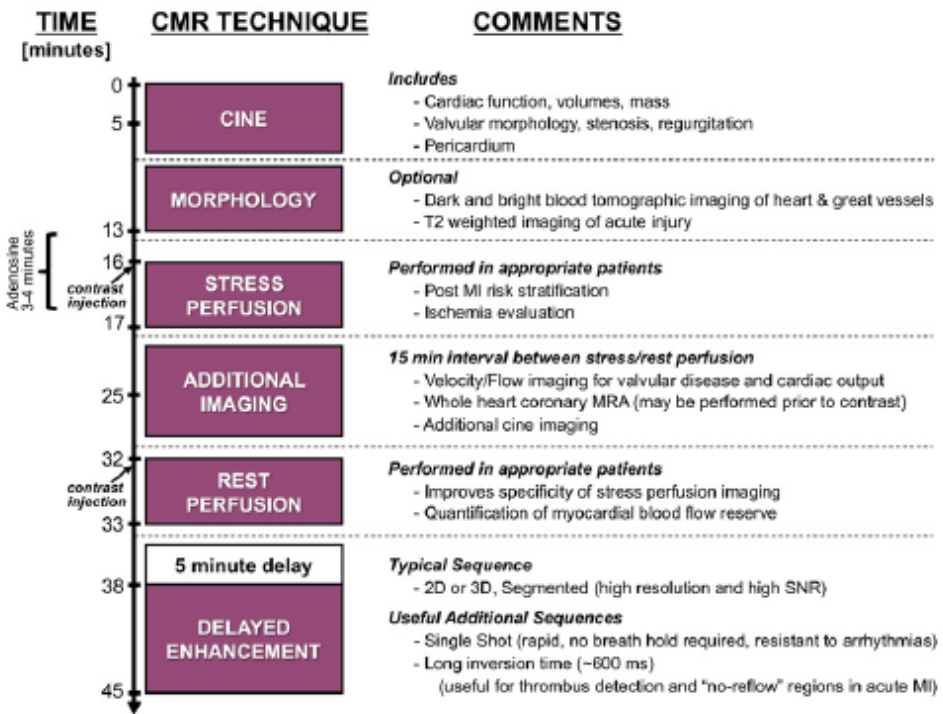 TIME CMR TECHNIQUE COMMENTS
[minutes]
0
5
CINE
Includes
- Cardiac function, volumes, mass
- Valvular morphology, stenosis, regurgitation
- Pericardium
MORPHOLOGY
13
Optional
- Dark and bright blood tomographic imaging of heart & great vessels
- T2 weighted imaging of acute injury
Adenosine
3-4 minutes
16
contrast
injection
17
STRESS
PERFUSION
Performed in appropriate patients
- Post MI risk stratification
- Ischemia evaluation
25
ADDITIONAL
IMAGING
15 min interval between stress/rest perfusion
- Velocity/Flow imaging for valvular disease and cardiac output
- Whole heart coronary MRA (may be performed prior to contrast)
- Additional cine imaging
32
contrast
injection
33
REST
PERFUSION
Performed in appropriate patients
- Improves specificity of stress perfusion imaging
- Quantification of myocardial blood flow reserve
5 minute delay
38
DELAYED
ENHANCEMENT
45
Typical Sequence
- 2D or 3D, Segmented (high resolution and high SNR)
Useful Additional Sequences
- Single Shot (rapid, no breath hold required, resistant to arrhythmias)
- Long inversion time (~600 ms)
(useful for thrombus detection and "no-reflow" regions in acute MI)